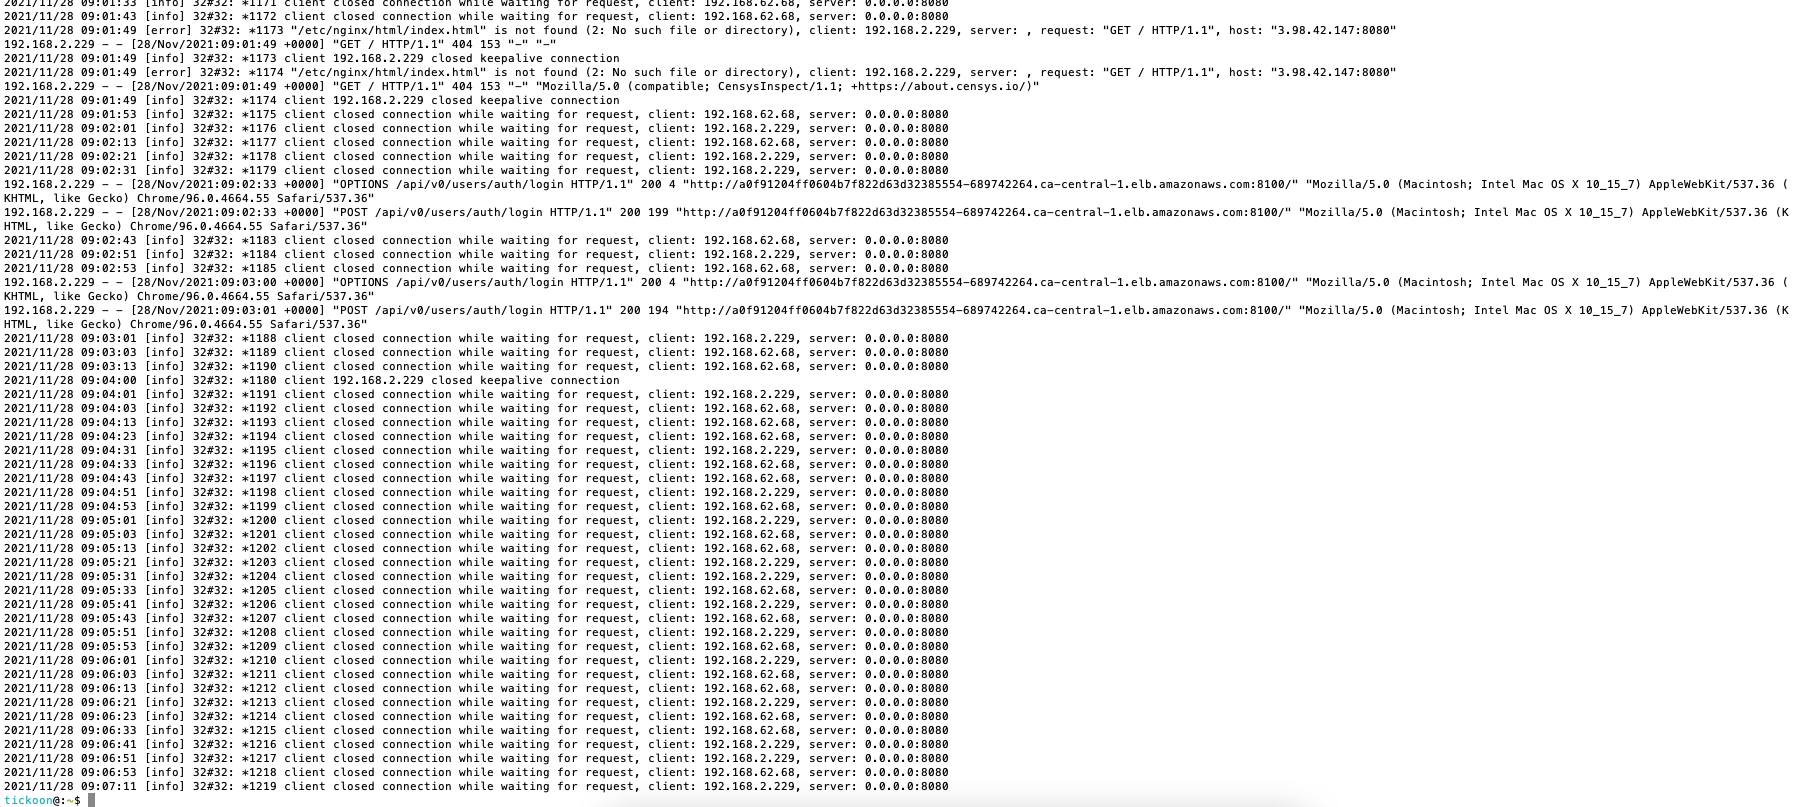 2021/11/28 09:01:33 [info] 32#32: *1171 client closed connection while waiting for request, client: 192.168.62.68, server: 0.0.0.0:8080
2021/11/28 09:01:43 [info] 32#32: *1172 client closed connection while waiting for request, client: 192.168.62.68, server: 0.0.0.0:8080
2021/11/28 09:01:49 [error] 32#32: *1173 "/etc/nginx/html/index.html" is not found (2: No such file or directory), client: 192.168.2.229, server: , request: "GET / HTTP/1.1", host: "3.98.42.147:8080"
192.168.2.229 - - [28/Nov/2021:09:01:49 +0000] "GET / HTTP/1.1" 404 153 "-" "-"
2021/11/28 09:01:49 [info] 32#32: *1173 client 192.168.2.229 closed keepalive connection
2021/11/28 09:01:49 [error] 32#32: *1174 "/etc/nginx/html/index.html" is not found (2: No such file or directory), client: 192.168.2.229, server: , request: "GET / HTTP/1.1", host: "3.98.42.147:8080"
192.168.2.229 - - [28/Nov/2021:09:01:49 +0000] "GET / HTTP/1.1" 404 153 "-" "Mozilla/5.0 (compatible; CensysInspect/1.1; +https://about.censys.io/)"
2021/11/28 09:01:49 [info] 32#32: *1174 client 192.168.2.229 closed keepalive connection
2021/11/28 09:01:53 [info] 32#32: *1175 client closed connection while waiting for request, client: 192.168.62.68, server: 0.0.0.0:8080
2021/11/28 09:02:01 [info] 32#32: *1176 client closed connection while waiting for request, client: 192.168.2.229, server: 0.0.0.0:8080
2021/11/28 09:02:13 [info] 32#32: *1177 client closed connection while waiting for request, client: 192.168.62.68, server: 0.0.0.0:8080
2021/11/28 09:02:21 [info] 32#32: *1178 client closed connection while waiting for request, client: 192.168.2.229, server: 0.0.0.0:8080
2021/11/28 09:02:31 [info] 32#32: *1179 client closed connection while waiting for request, client: 192.168.2.229, server: 0.0.0.0:8080
192.168.2.229 - - [28/Nov/2021:09:02:33 +0000] "OPTIONS /api/v0/users/auth/login HTTP/1.1" 200 4 "http://a0f91204ff0604b7f822d63d32385554-689742264.ca-central-1.elb.amazonaws.com:8100/" "Mozilla/5.0 (Macintosh; Intel Mac OS X 10_15_7) AppleWebKit/537.36 (
KHTML, like Gecko) Chrome/96.0.4664.55 Safari/537.36"
192.168.2.229 - - [28/Nov/2021:09:02:33 +0000] "POST /api/v0/users/auth/login HTTP/1.1" 200 199 "http://a0f91204ff0604b7f822d63d32385554-689742264.ca-central-1.elb.amazonaws.com:8100/" "Mozilla/5.0 (Macintosh; Intel Mac OS X 10_15_7) AppleWebKit/537.36 (K
HTML, like Gecko) Chrome/96.0.4664.55 Safari/537.36"
2021/11/28 09:02:43 [info] 32#32: *1183 client closed connection while waiting for request, client: 192.168.62.68, server: 0.0.0.0:8080
2021/11/28 09:02:51 [info] 32#32: *1184 client closed connection while waiting for request, client: 192.168.2.229, server: 0.0.0.0:8080
2021/11/28 09:02:53 [info] 32#32: *1185 client closed connection while waiting for request, client: 192.168.62.68, server: 0.0.0.0:8080
192.168.2.229 - - [28/Nov/2021:09:03:00 +0000] "OPTIONS /api/v0/users/auth/login HTTP/1.1" 200 4 "http://a0f91204ff0604b7f822d63d32385554-689742264.ca-central-1.elb.amazonaws.com:8100/" "Mozilla/5.0 (Macintosh; Intel Mac OS X 10_15_7) AppleWebKit/537.36 (
KHTML, like Gecko) Chrome/96.0.4664.55 Safari/537.36"
192.168.2.229 - - [28/Nov/2021:09:03:01 +0000] "POST /api/v0/users/auth/login HTTP/1.1" 200 194 "http://a0f91204ff0604b7f822d63d32385554-689742264.ca-central-1.elb.amazonaws.com:8100/" "Mozilla/5.0 (Macintosh; Intel Mac OS X 10_15_7) AppleWebKit/537.36 (K
HTML, like Gecko) Chrome/96.0.4664.55 Safari/537.36"
2021/11/28 09:03:01 [info] 32#32: *1188 client closed connection while waiting for request, client: 192.168.2.229, server: 0.0.0.0:8080
2021/11/28 09:03:03 [info] 32#32: *1189 client closed connection while waiting for request, client: 192.168.62.68, server: 0.0.0.0:8080
2021/11/28 09:03:13 [info] 32#32: *1190 client closed connection while waiting for request, client: 192.168.62.68, server: 0.0.0.0:8080
2021/11/28 09:04:00 [info] 32#32: *1180 client 192.168.2.229 closed keepalive connection
2021/11/28 09:04:01 [info] 32#32: *1191 client closed connection while waiting for request, client: 192.168.2.229, server: 0.0.0.0:8080
2021/11/28 09:04:03 [info] 32#32: *1192 client closed connection while waiting for request, client: 192.168.62.68, server: 0.0.0.0:8080
2021/11/28 09:04:13 [info] 32#32: *1193 client closed connection while waiting for request, client: 192.168.62.68, server: 0.0.0.0:8080
2021/11/28 09:04:23 [info] 32#32: *1194 client closed connection while waiting for request, client: 192.168.62.68, server: 0.0.0.0:8080
2021/11/28 09:04:31 [info] 32#32: *1195 client closed connection while waiting for request, client: 192.168.2.229, server: 0.0.0.0:8080
2021/11/28 09:04:33 [info] 32#32: *1196 client closed connection while waiting for request, client: 192.168.62.68, server: 0.0.0.0:8080
2021/11/28 09:04:43 [info] 32#32: *1197 client closed connection while waiting for request, client: 192.168.62.68, server: 0.0.0.0:8080
2021/11/28 09:04:51 [info] 32#32: *1198 client closed connection while waiting for request, client: 192.168.2.229, server: 0.0.0.0:8080
2021/11/28 09:04:53 [info] 32#32: *1199 client closed connection while waiting for request, client: 192.168.62.68, server: 0.0.0.0:8080
2021/11/28 09:05:01 [info] 32#32: *1200 client closed connection while waiting for request, client: 192.168.2.229, server: 0.0.0.0:8080
2021/11/28 09:05:03 [info] 32#32: *1201 client closed connection while waiting for request, client: 192.168.62.68, server: 0.0.0.0:8080
2021/11/28 09:05:13 [info] 32#32: *1202 client closed connection while waiting for request, client: 192.168.62.68, server: 0.0.0.0:8080
2021/11/28 09:05:21 [info] 32#32: *1203 client closed connection while waiting for request, client: 192.168.2.229, server: 0.0.0.0:8080
2021/11/28 09:05:31 [info] 32#32: *1204 client closed connection while waiting for request, client: 192.168.2.229, server: 0.0.0.0:8080
2021/11/28 09:05:33 [info] 32#32: *1205 client closed connection while waiting for request, client: 192.168.62.68, server: 0.0.0.0:8080
2021/11/28 09:05:41 [info] 32#32: *1206 client closed connection while waiting for request, client: 192.168.2.229, server: 0.0.0.0:8080
2021/11/28 09:05:43 [info] 32#32: *1207 client closed connection while waiting for request, client: 192.168.62.68, server: 0.0.0.0:8080
2021/11/28 09:05:51 [info] 32#32: *1208 client closed connection while waiting for request, client: 192.168.2.229, server: 0.0.0.0:8080
2021/11/28 09:05:53 [info] 32#32: *1209 client closed connection while waiting for request, client: 192.168.62.68, server: 0.0.0.0:8080
2021/11/28 09:06:01 [info] 32#32: *1210 client closed connection while waiting for request, client: 192.168.2.229, server: 0.0.0.0:8080
2021/11/28 09:06:03 [info] 32#32: *1211 client closed connection while waiting for request, client: 192.168.62.68, server: 0.0.0.0:8080
2021/11/28 09:06:13 [info] 32#32: *1212 client closed connection while waiting for request, client: 192.168.62.68, server: 0.0.0.0:8080
2021/11/28 09:06:21 [info] 32#32: *1213 client closed connection while waiting for request, client: 192.168.2.229, server: 0.0.0.0:8080
2021/11/28 09:06:23 [info] 32#32: *1214 client closed connection while waiting for request, client: 192.168.62.68, server: 0.0.0.0:8080
2021/11/28 09:06:33 [info] 32#32: *1215 client closed connection while waiting for request, client: 192.168.62.68, server: 0.0.0.0:8080
2021/11/28 09:06:41 [info] 32#32: *1216 client closed connection while waiting for request, client: 192.168.2.229, server: 0.0.0.0:8080
2021/11/28 09:06:51 [info] 32#32: *1217 client closed connection while waiting for request, client: 192.168.2.229, server: 0.0.0.0:8080
2021/11/28 09:06:53 [info] 32#32: *1218 client closed connection while waiting for request, client: 192.168.62.68, server: 0.0.0.0:8080
2021/11/28 09:07:11 [info] 32#32: *1219 client closed connection while waiting for request, client: 192.168.2.229, server: 0.0.0.0:8080
tickoon@:~$